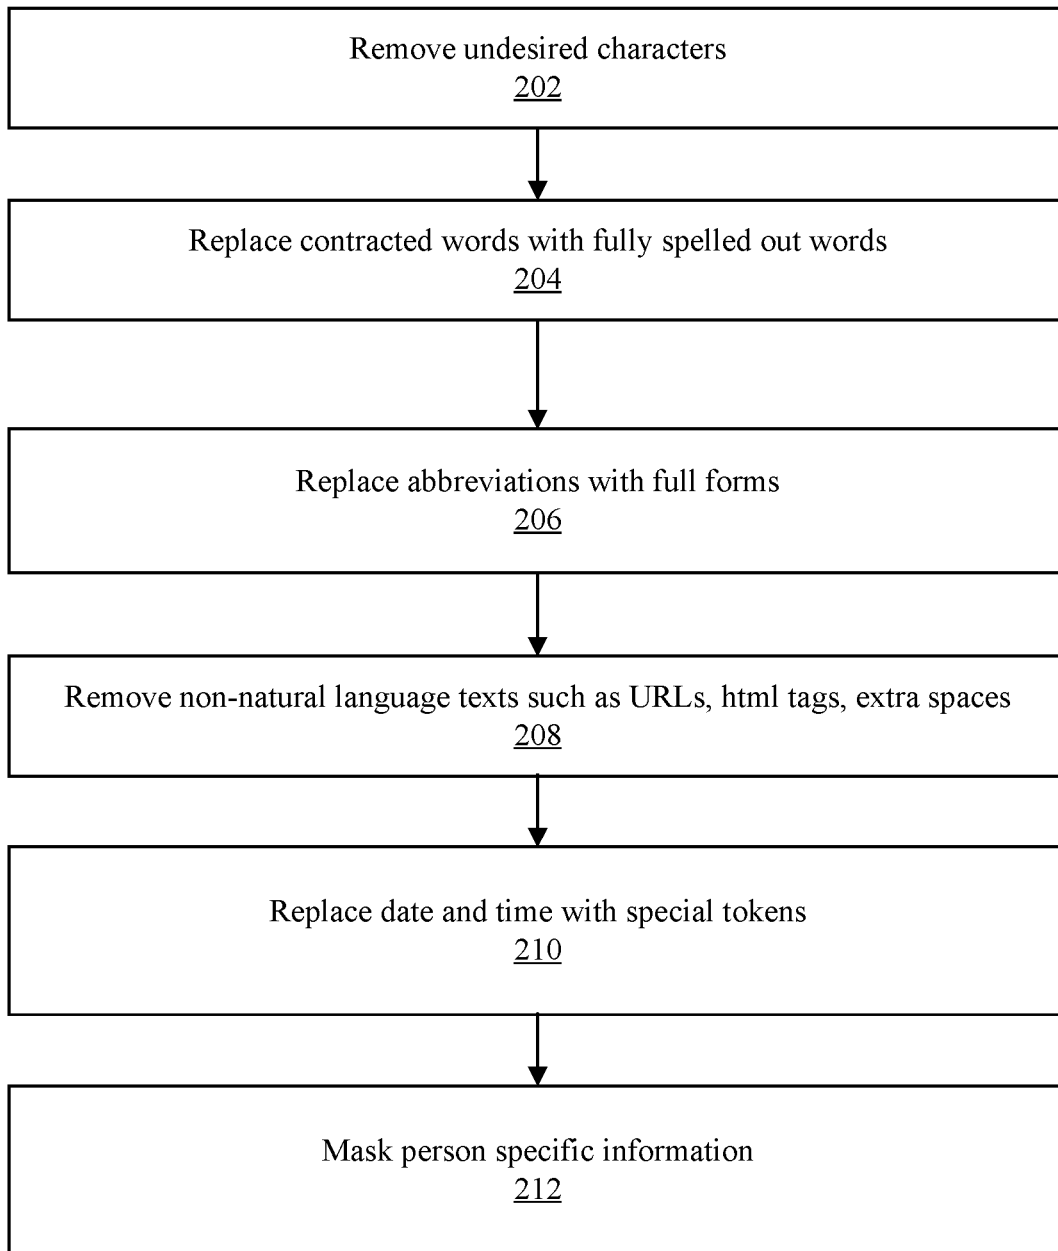 Remove undesired characters
202
Replace contracted words with fully spelled out words
204
Replace abbreviations with full forms
206
Remove non-natural language texts such as URLs, html tags, extra spaces
208
Replace date and time with special tokens
210
Mask person specific information
212